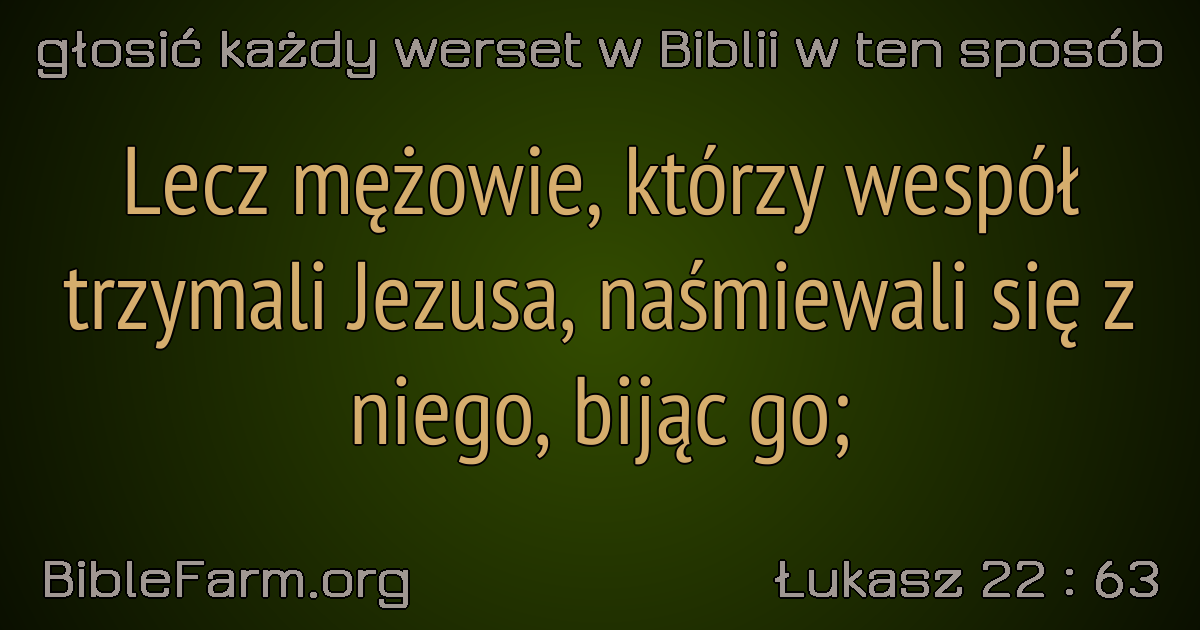 głosić każdy werset w Biblii w ten sposób
Lecz mężowie, którzy wespół
trzymali Jezusa, naśmiewali się z
niego, bijąc go;
BibleFarm.org
Łukasz 22 : 63